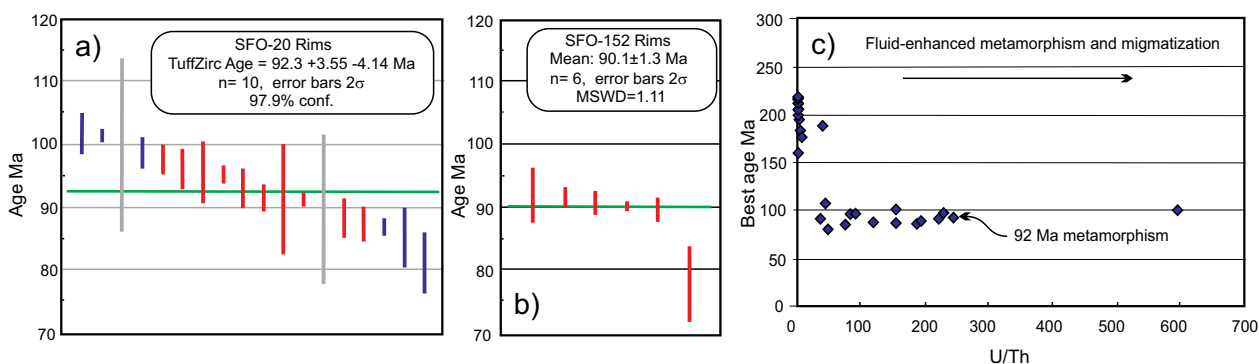 a)
SFO-20 Rims
TuffZirc Age = 92.3 +3.55 -4.14 Ma
n= 10, error bars 2σ
97.9% conf.
Age Ma
120
110
100
90
80
70
b)
SFO-152 Rims
Mean: 90.1±1.3 Ma
n= 6, error bars 2σ
MSWD=1.11
Age Ma
120
110
100
90
80
70
c)
Fluid-enhanced metamorphism and migmatization
92 Ma metamorphism
Best age Ma
300
250
200
150
100
50
0
0 100 200 300 400 500 600 700
U/Th